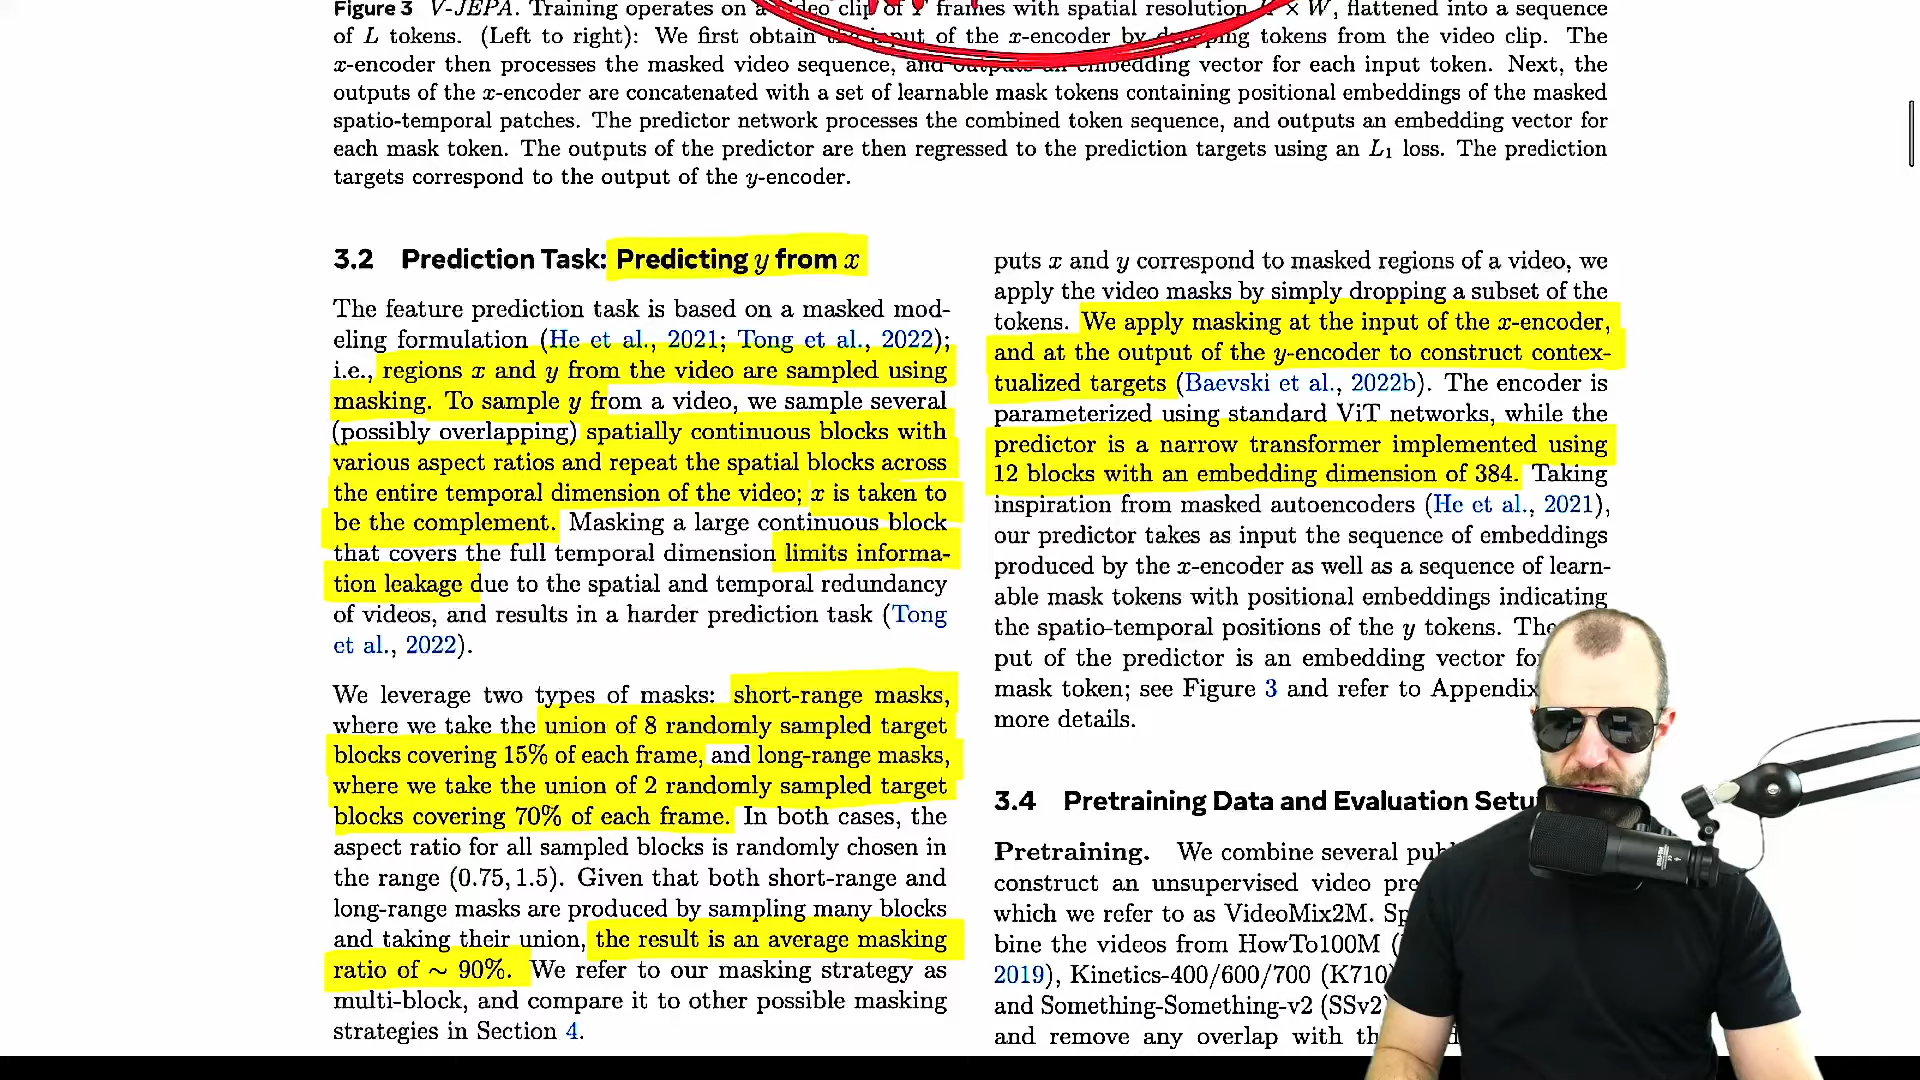 Figure 3 V-JEPA. Training operates on a video clip of T frames with spatial resolution H × W, flattened into a sequence
of L tokens. (Left to right): We first obtain the input of the x-encoder by dropping tokens from the video clip. The
x-encoder then processes the masked video sequence, and outputs an embedding vector for each input token. Next, the
outputs of the x-encoder are concatenated with a set of learnable mask tokens containing positional embeddings of the masked
spatio-temporal patches. The predictor network processes the combined token sequence, and outputs an embedding vector for
each mask token. The outputs of the predictor are then regressed to the prediction targets using an L₁ loss. The prediction
targets correspond to the output of the y-encoder.
3.2 Prediction Task: Predicting y from x
The feature prediction task is based on a masked mod-
eling formulation (He et al., 2021; Tong et al., 2022);
i.e., regions x and y from the video are sampled using
masking. To sample y from a video, we sample several
(possibly overlapping) spatially continuous blocks with
various aspect ratios and repeat the spatial blocks across
the entire temporal dimension of the video; x is taken to
be the complement. Masking a large continuous block
that covers the full temporal dimension limits informa-
tion leakage due to the spatial and temporal redundancy
of videos, and results in a harder prediction task (Tong
et al., 2022).
We leverage two types of masks: short-range masks,
where we take the union of 8 randomly sampled target
blocks covering 15% of each frame, and long-range masks,
where we take the union of 2 randomly sampled target
blocks covering 70% of each frame. In both cases, the
aspect ratio for all sampled blocks is randomly chosen in
the range (0.75, 1.5). Given that both short-range and
long-range masks are produced by sampling many blocks
and taking their union, the result is an average masking
ratio of ∼ 90%. We refer to our masking strategy as
multi-block, and compare it to other possible masking
strategies in Section 4.
puts x and y correspond to masked regions of a video, we
apply the video masks by simply dropping a subset of the
tokens. We apply masking at the input of the x-encoder,
and at the output of the y-encoder to construct contex-
tualized targets (Baevski et al., 2022b). The encoder is
parameterized using standard ViT networks, while the
predictor is a narrow transformer implemented using
12 blocks with an embedding dimension of 384. Taking
inspiration from masked autoencoders (He et al., 2021),
our predictor takes as input the sequence of embeddings
produced by the x-encoder as well as a sequence of learn-
able mask tokens with positional embeddings indicating
the spatio-temporal positions of the y tokens. The
put of the predictor is an embedding vector for
mask token; see Figure 3 and refer to Appendix
more details.
3.4 Pretraining Data and Evaluation Setu
Pretraining. We combine several pub
construct an unsupervised video pre
which we refer to as VideoMix2M. Sp
bine the videos from HowTo100M (
2019), Kinetics-400/600/700 (K710)
and Something-Something-v2 (SSv2)
and remove any overlap with th